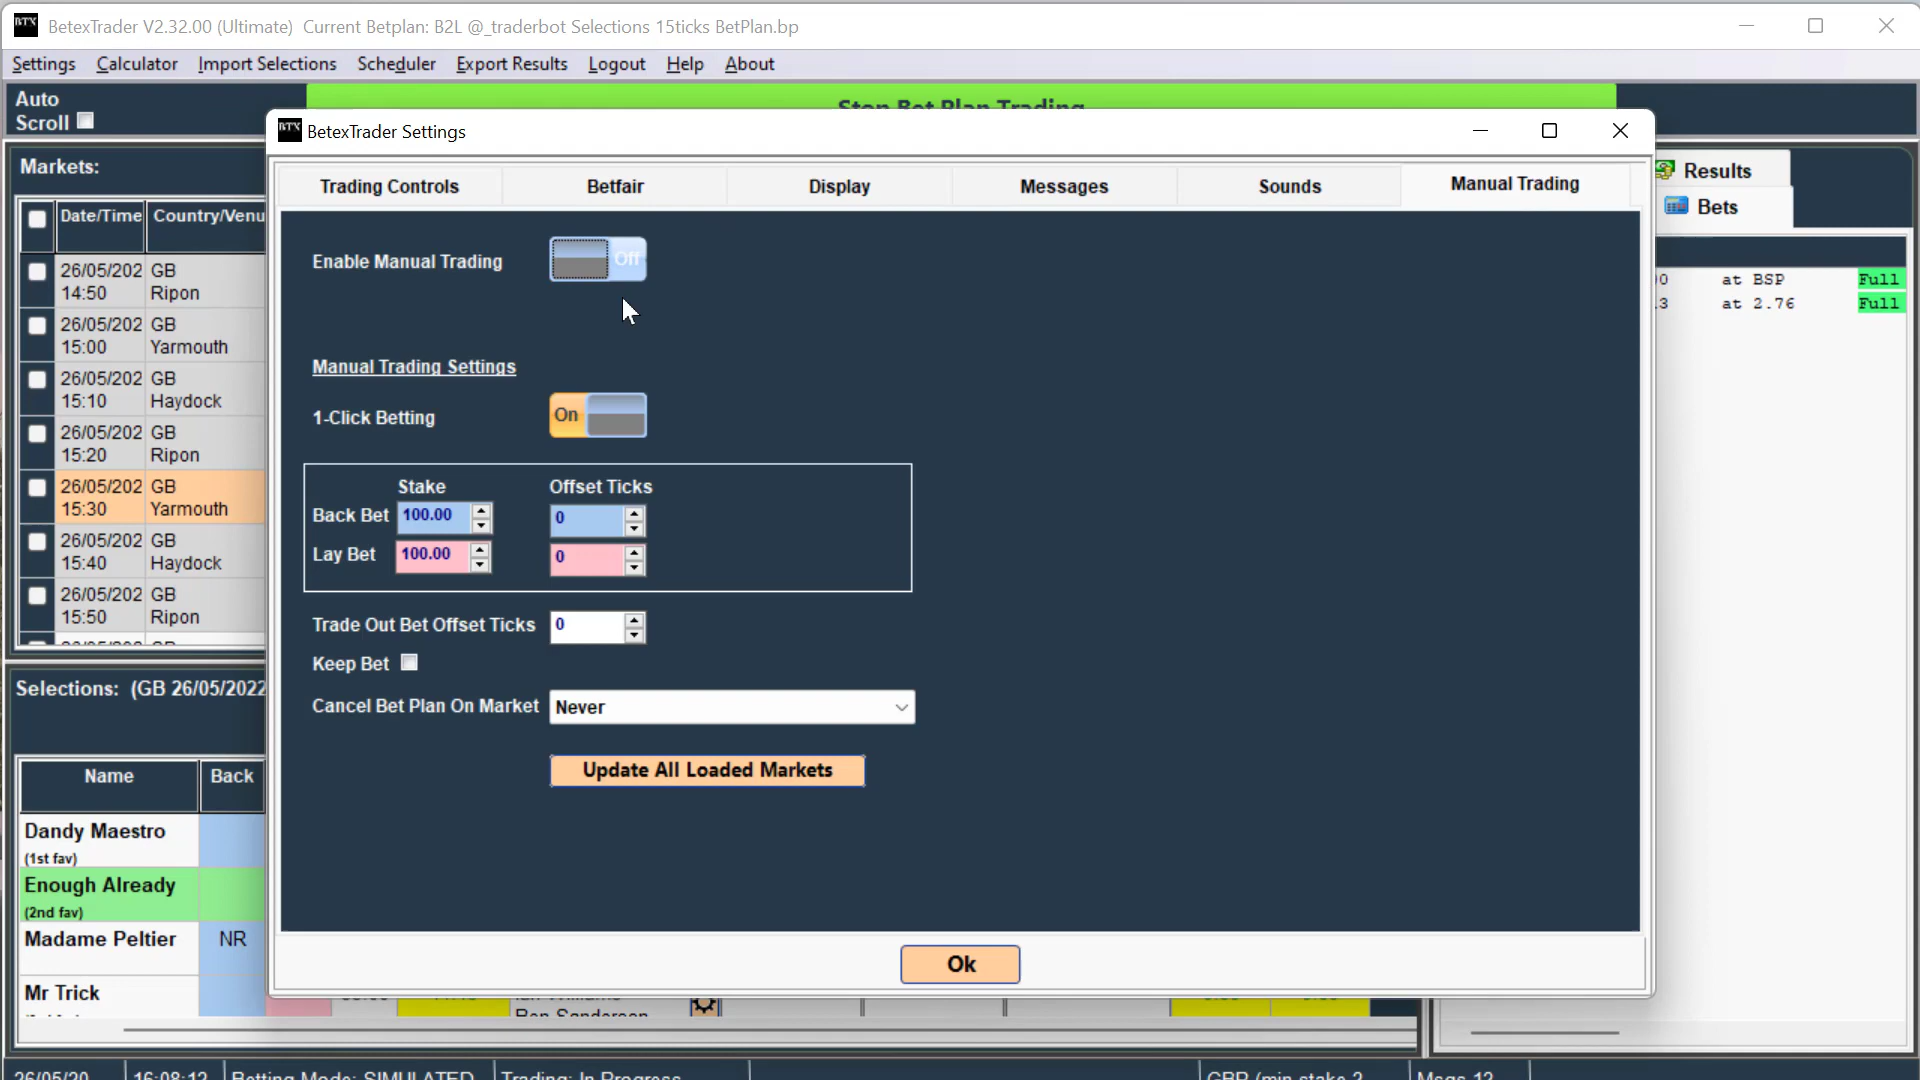 BTX BetexTrader V2.32.00 (Ultimate) Current Betplan: B2L @_traderbot Selections 15ticks BetPlan.bp
Settings Calculator Import Selections Scheduler Export Results Logout Help About
Auto
Scroll
Stop Bet Plan Trading
BTX BetexTrader Settings
Markets:
Trading Controls Betfair Display Messages Sounds Manual Trading
Results
Bets
Date/Time Country/Venu
Enable Manual Trading Off
26/05/202 GB
14:50 Ripon
at BSP Full
at 2.76 Full
26/05/202 GB
15:00 Yarmouth
26/05/202 GB
15:10 Haydock
26/05/202 GB
15:20 Ripon
26/05/202 GB
15:30 Yarmouth
26/05/202 GB
15:40 Haydock
26/05/202 GB
15:50 Ripon
Manual Trading Settings
1-Click Betting On
Stake Offset Ticks
Back Bet 100.00 0
Lay Bet 100.00 0
Trade Out Bet Offset Ticks 0
Keep Bet
Cancel Bet Plan On Market Never
Update All Loaded Markets
Ok
Selections: (GB 26/05/2022
Name Back
Dandy Maestro
(1st fav)
Enough Already
(2nd fav)
Madame Peltier NR
Mr Trick
26/05/20 16:08:12 Betting Mode: SIMULATED Trading: In Progress GBP (min stake 2 Msgs 12